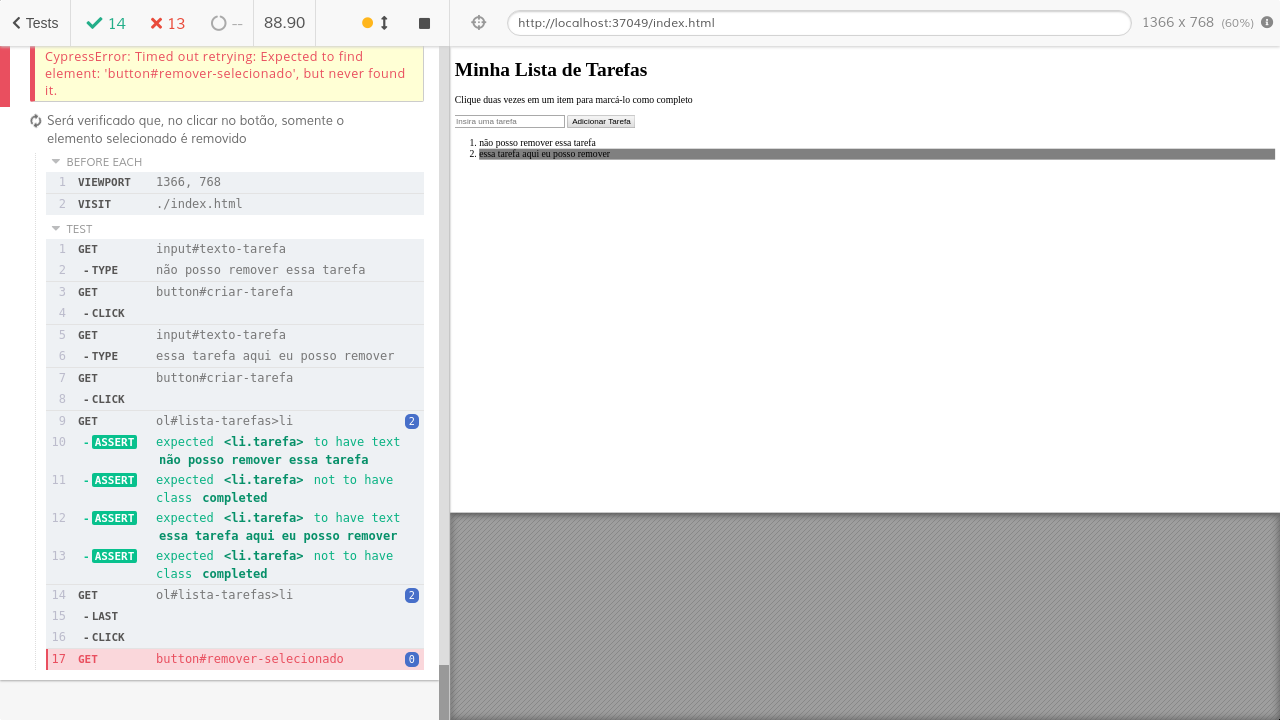 Tests
14
13
--
88.90
http://localhost:37049/index.html
1366 x 768 (60%)
CypressError: Timed out retrying: Expected to find
element: 'button#remover-selecionado', but never found
it.
Será verificado que, no clicar no botão, somente o
elemento selecionado é removido
BEFORE EACH
1 VIEWPORT 1366, 768
2 VISIT ./index.html
TEST
1 GET input#texto-tarefa
2 - TYPE não posso remover essa tarefa
3 GET button#criar-tarefa
4 - CLICK
5 GET input#texto-tarefa
6 - TYPE essa tarefa aqui eu posso remover
7 GET button#criar-tarefa
8 - CLICK
9 GET ol#lista-tarefas>li 2
10 - ASSERT expected <li.tarefa> to have text
não posso remover essa tarefa
11 - ASSERT expected <li.tarefa> not to have
class completed
12 - ASSERT expected <li.tarefa> to have text
essa tarefa aqui eu posso remover
13 - ASSERT expected <li.tarefa> not to have
class completed
14 GET ol#lista-tarefas>li 2
15 - LAST
16 - CLICK
17 GET button#remover-selecionado 0
Minha Lista de Tarefas
Clique duas vezes em um item para marcá-lo como completo
Insira uma tarefa Adicionar Tarefa
1. não posso remover essa tarefa
2. essa tarefa aqui eu posso remover